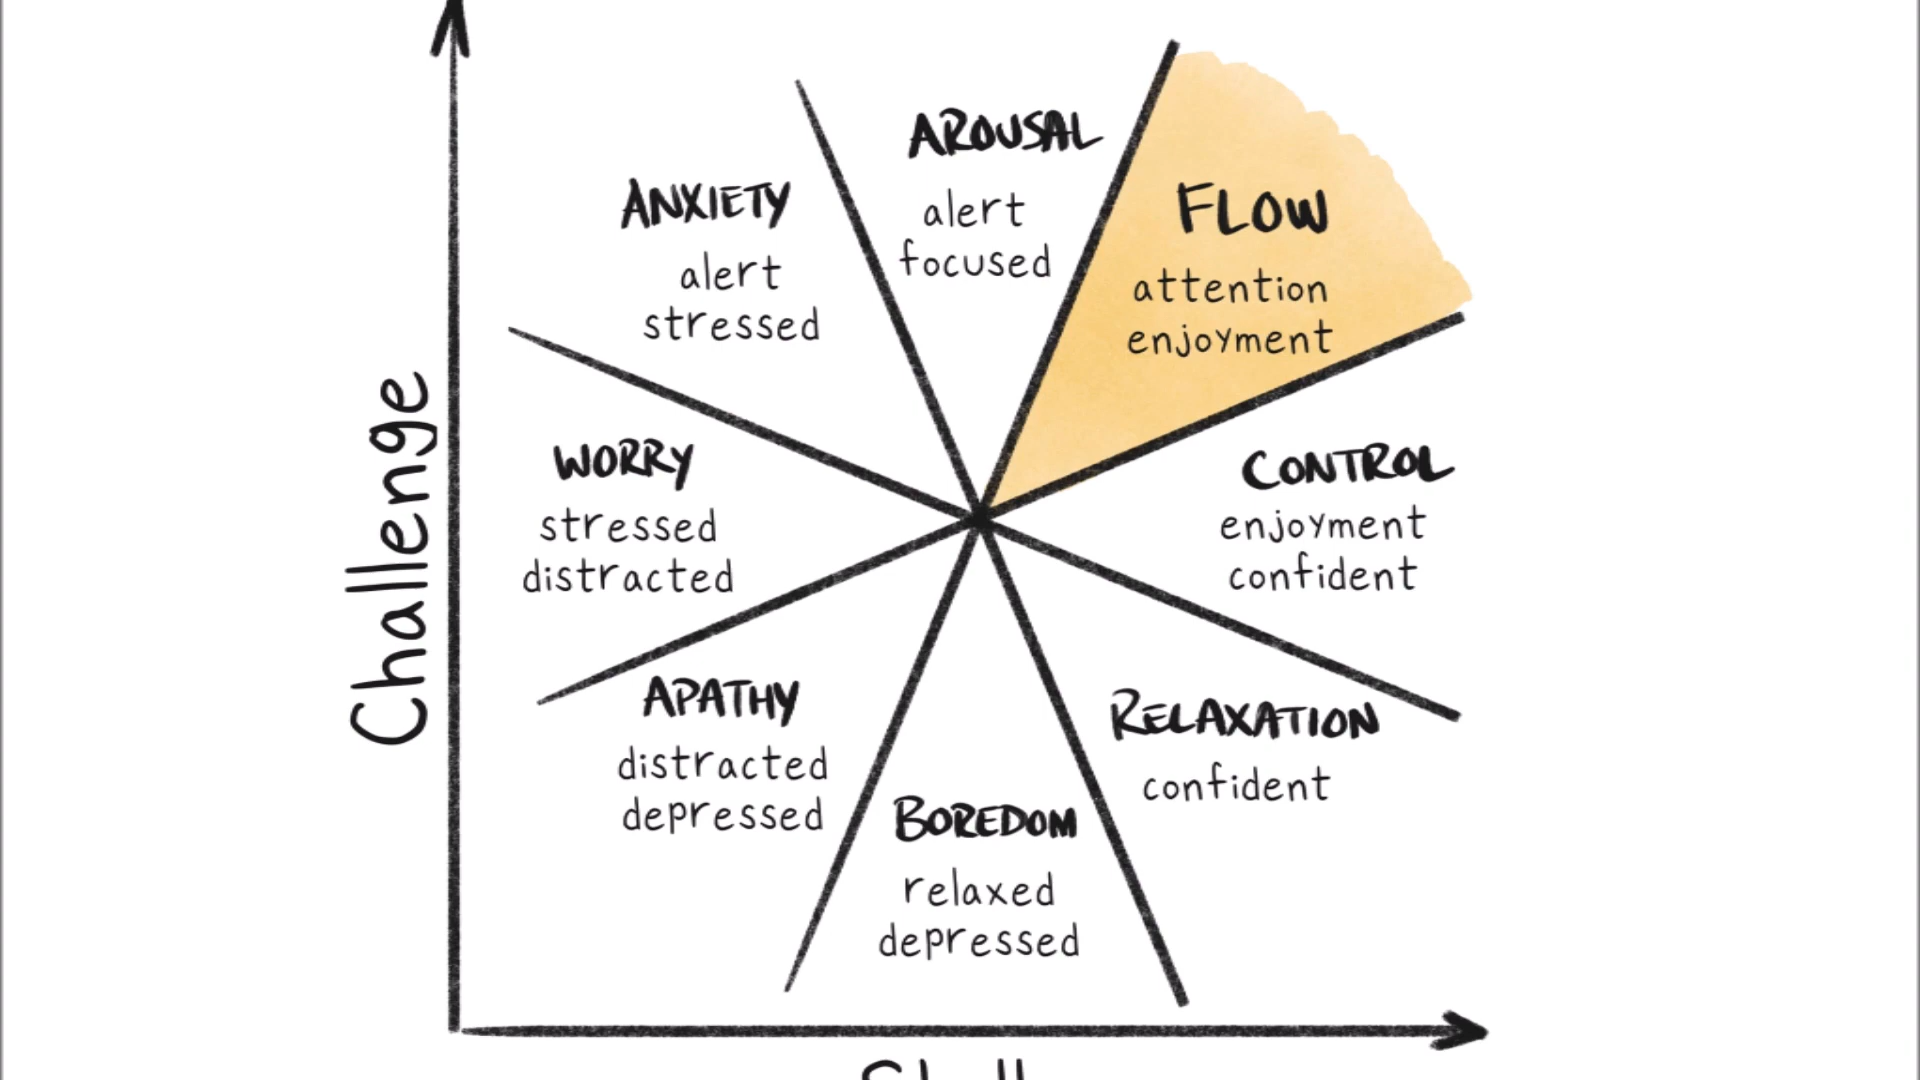 AROUSAL
alert
focused
FLOW
attention
enjoyment
ANXIETY
alert
stressed
WORRY
stressed
distracted
CONTROL
enjoyment
confident
Challenge
APATHY
distracted
depressed
RELAXATION
confident
BOREDOM
relaxed
depressed